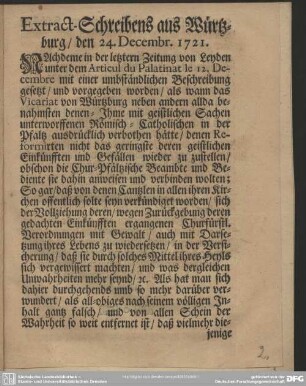 Extract-Schreibens aus Würtz-
burg/ den 24. Decembr. 1721.
NAchdeme in der letztern Zeitung von Leyden
unter dem Articul du Palatinat le 12. De-
cembre mit einer umbständlichen Beschreibung
gesetzt/ und vorgegeben worden/ als wann das
Vicariat von Würtzburg neben andern allda be-
nahmsten denen-Ihme mit geistlichen Sachen
unterworffenen Römisch-Catholischen in der
Pfaltz ausdrücklich verbothen hätte/ denen Re-
formirten nicht das geringste deren geistlichen
Einkünfften und Gefällen wieder zu zustellen/
obschon die Chur-Pfältzische Beambte und Be-
diente sie dahin anweisen und verbinden wolten;
So gar/ daß von denen Cantzlen in allen ihren Kir-
chen öffentlich solte seyn verkündiget worden/ sich
der Vollziehung deren/ wegen Zurückgebung deren
gedachten Einkünfften ergangenen Churfürstl.
Verordnungen mit Gewalt/ auch mit Darse-
tzung ihres Lebens zu wiedersetzen/ in der Versi-
cherung/ daß sie durch solches Mittel ihres Heyls
sich vergewissert machten/ und was dergleichen
Unwahrheiten mehr seynd/ ꝛc. Als hat man sich
dahier durchgehends umb so mehr darüber ver-
wundert/ als all-obiges nach seinem völligen In-
halt gantz falsch/ und von allen Schein der
Wahrheit so weit entfernet ist/ daß vielmehr die-
jenige
2.